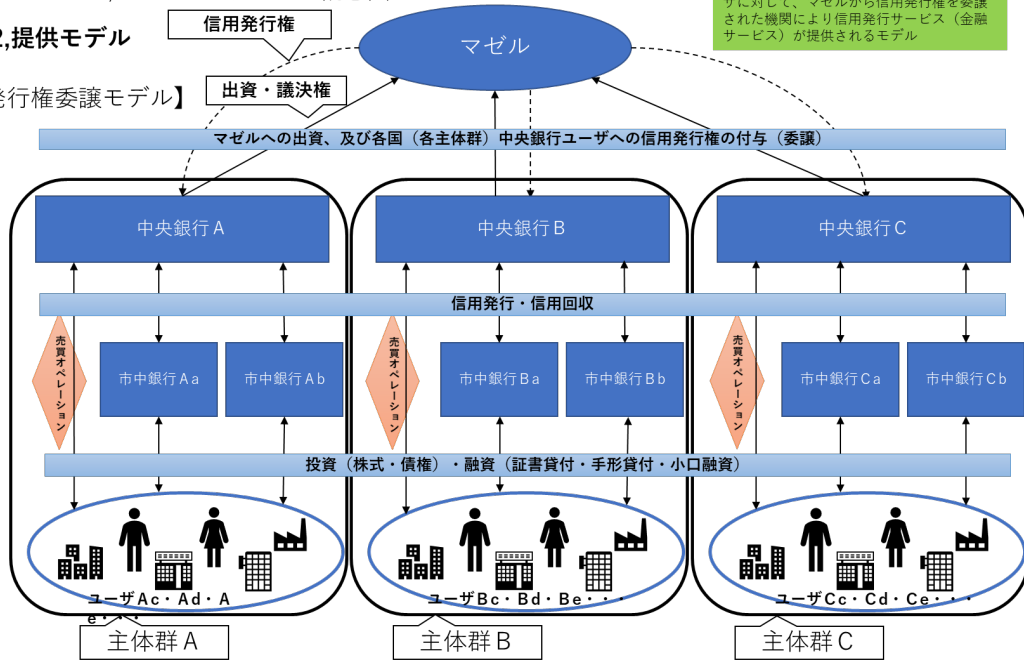 ザに対して、マゼルから信用発行権を委譲
された機関により信用発行サービス（金融
サービス）が提供されるモデル
2,提供モデル
信用発行権
マゼル
発行権委譲モデル】
出資・議決権
マゼルへの出資、及び各国（各主体群）中央銀行ユーザへの信用発行権の付与（委譲）
中央銀行A
中央銀行B
中央銀行C
信用発行・信用回収
売買オペレーション
市中銀行Aa
市中銀行Ab
売買オペレーション
市中銀行Ba
市中銀行Bb
売買オペレーション
市中銀行Ca
市中銀行Cb
投資（株式・債権）・融資（証書貸付・手形貸付・小口融資）
ユーザAc・Ad・A
e・・・
ユーザBc・Bd・Be・・・
ユーザCc・Cd・Ce・・・
主体群A
主体群B
主体群C